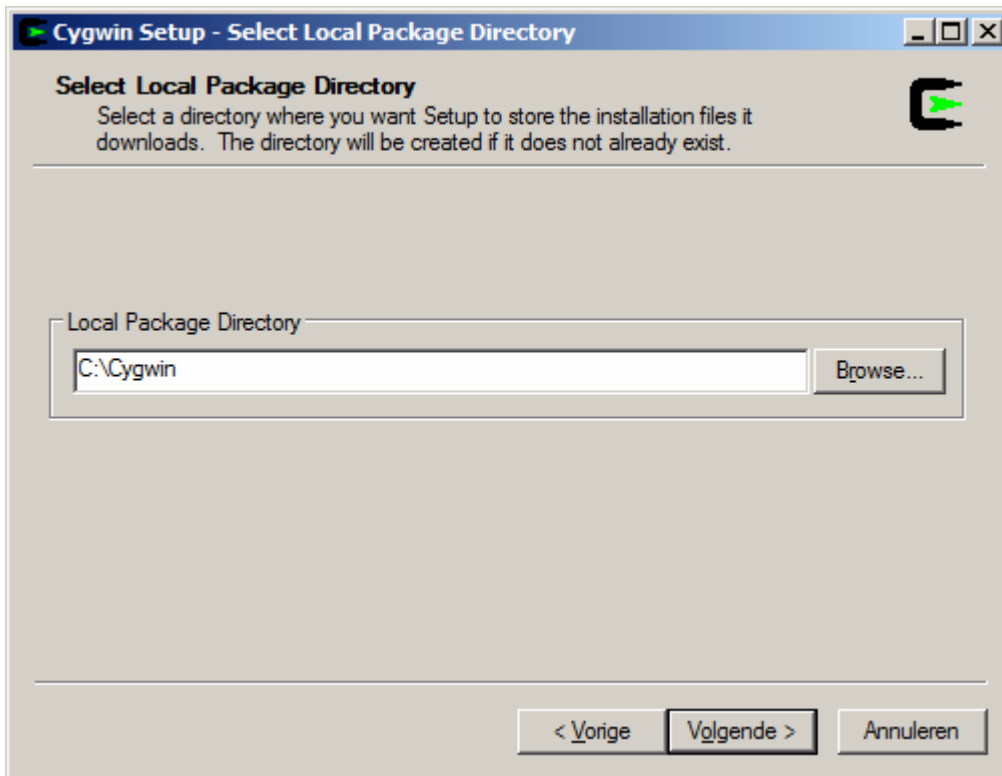 Cygwin Setup - Select Local Package Directory
Select Local Package Directory
Select a directory where you want Setup to store the installation files it
downloads.  The directory will be created if it does not already exist.
Local Package Directory
C:\Cygwin
Browse...
< Vorige
Volgende >
Annuleren